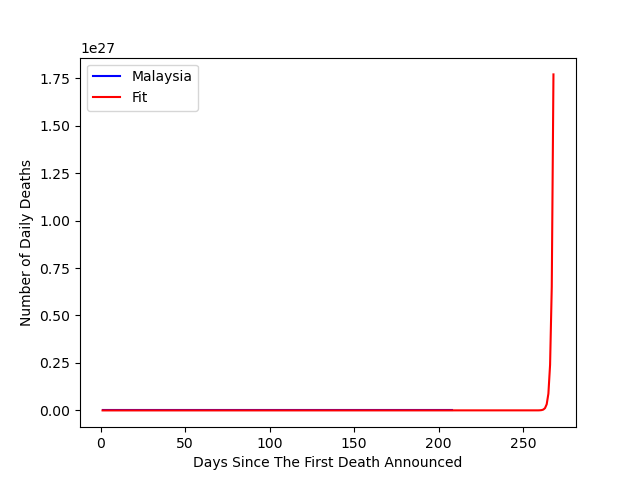 1e27
Malaysia
Fit
1.75
1.50
1.25
1.00
0.75
0.50
0.25
0.00
Number of Daily Deaths
0 50 100 150 200 250
Days Since The First Death Announced